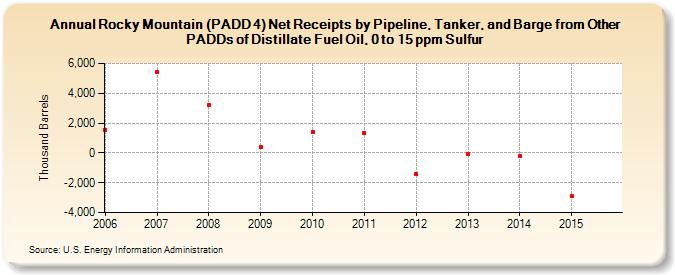 Annual Rocky Mountain (PADD 4) Net Receipts by Pipeline, Tanker, and Barge from Other
PADDs of Distillate Fuel Oil, 0 to 15 ppm Sulfur
Thousand Barrels
6,000
4,000
2,000
0
-2,000
-4,000
2006 2007 2008 2009 2010 2011 2012 2013 2014 2015
Source: U.S. Energy Information Administration